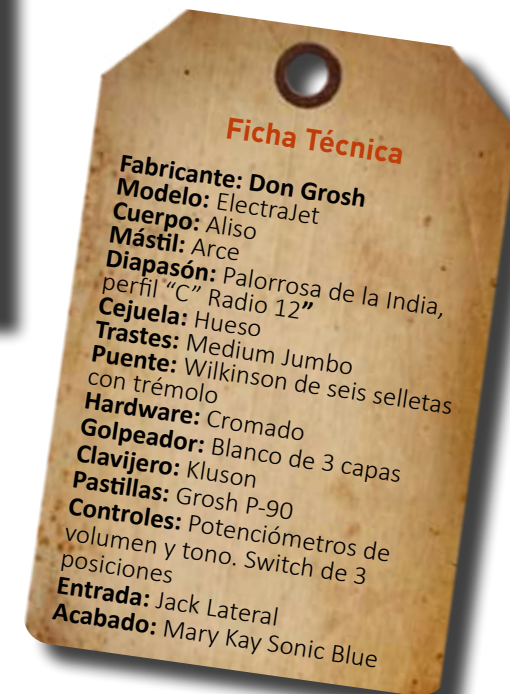 Ficha Técnica
Fabricante: Don Grosh
Modelo: ElectraJet
Cuerpo: Aliso
Mástil: Arce
Diapasón: Palorrosa de la India,
perfil “C” Radio 12”
Cejuela: Hueso
Trastes: Medium Jumbo
Puente: Wilkinson de seis selletas
con trémolo
Hardware: Cromado
Golpeador: Blanco de 3 capas
Clavijero: Kluson
Pastillas: Grosh P-90
Controles: Potenciómetros de
volumen y tono. Switch de 3
posiciones
Entrada: Jack Lateral
Acabado: Mary Kay Sonic Blue